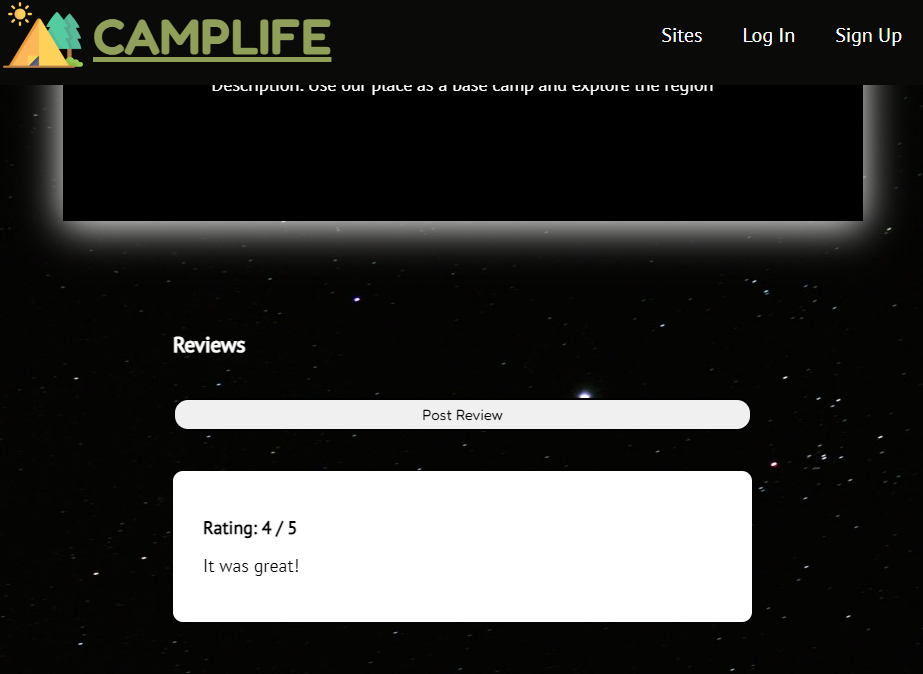 CAMPLIFE
Sites
Log In
Sign Up
Description: Use our place as a base camp and explore the region
Reviews
Post Review
Rating: 4 / 5
It was great!